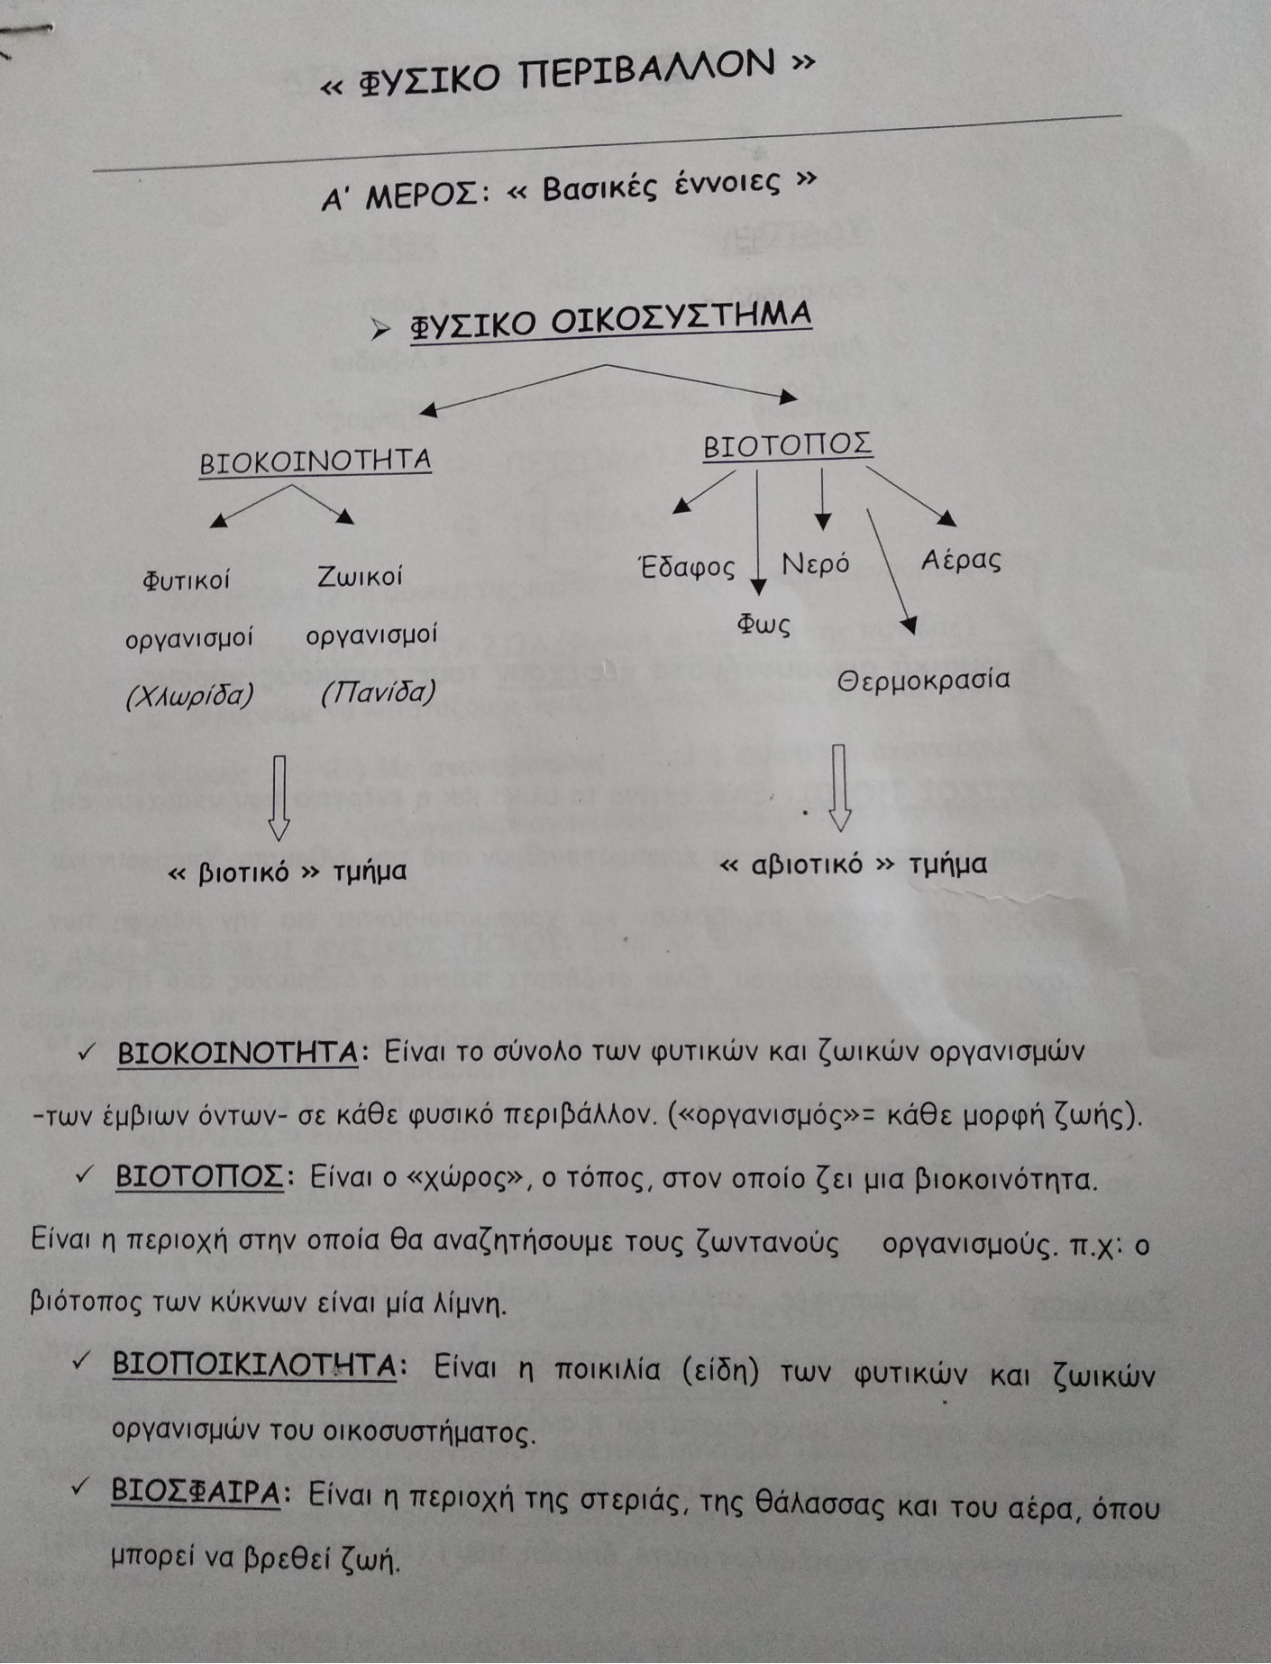 « ΦΥΣΙΚΟ ΠΕΡΙΒΑΛΛΟΝ »
Α' ΜΕΡΟΣ: « Βασικές έννοιες »
➢ ΦΥΣΙΚΟ ΟΙΚΟΣΥΣΤΗΜΑ
ΒΙΟΚΟΙΝΟΤΗΤΑ ΒΙΟΤΟΠΟΣ
Φυτικοί Ζωικοί Έδαφος Νερό Αέρας
οργανισμοί οργανισμοί Φως
(Χλωρίδα) (Πανίδα) Θερμοκρασία
« βιοτικό » τμήμα « αβιοτικό » τμήμα
✓ ΒΙΟΚΟΙΝΟΤΗΤΑ: Είναι το σύνολο των φυτικών και ζωικών οργανισμών
-των έμβιων όντων- σε κάθε φυσικό περιβάλλον. («οργανισμός»= κάθε μορφή ζωής).
✓ ΒΙΟΤΟΠΟΣ: Είναι ο «χώρος», ο τόπος, στον οποίο ζει μια βιοκοινότητα.
Είναι η περιοχή στην οποία θα αναζητήσουμε τους ζωντανούς οργανισμούς. π.χ: ο
βιότοπος των κύκνων είναι μία λίμνη.
✓ ΒΙΟΠΟΙΚΙΛΟΤΗΤΑ: Είναι η ποικιλία (είδη) των φυτικών και ζωικών
οργανισμών του οικοσυστήματος.
✓ ΒΙΟΣΦΑΙΡΑ: Είναι η περιοχή της στεριάς, της θάλασσας και του αέρα, όπου
μπορεί να βρεθεί ζωή.